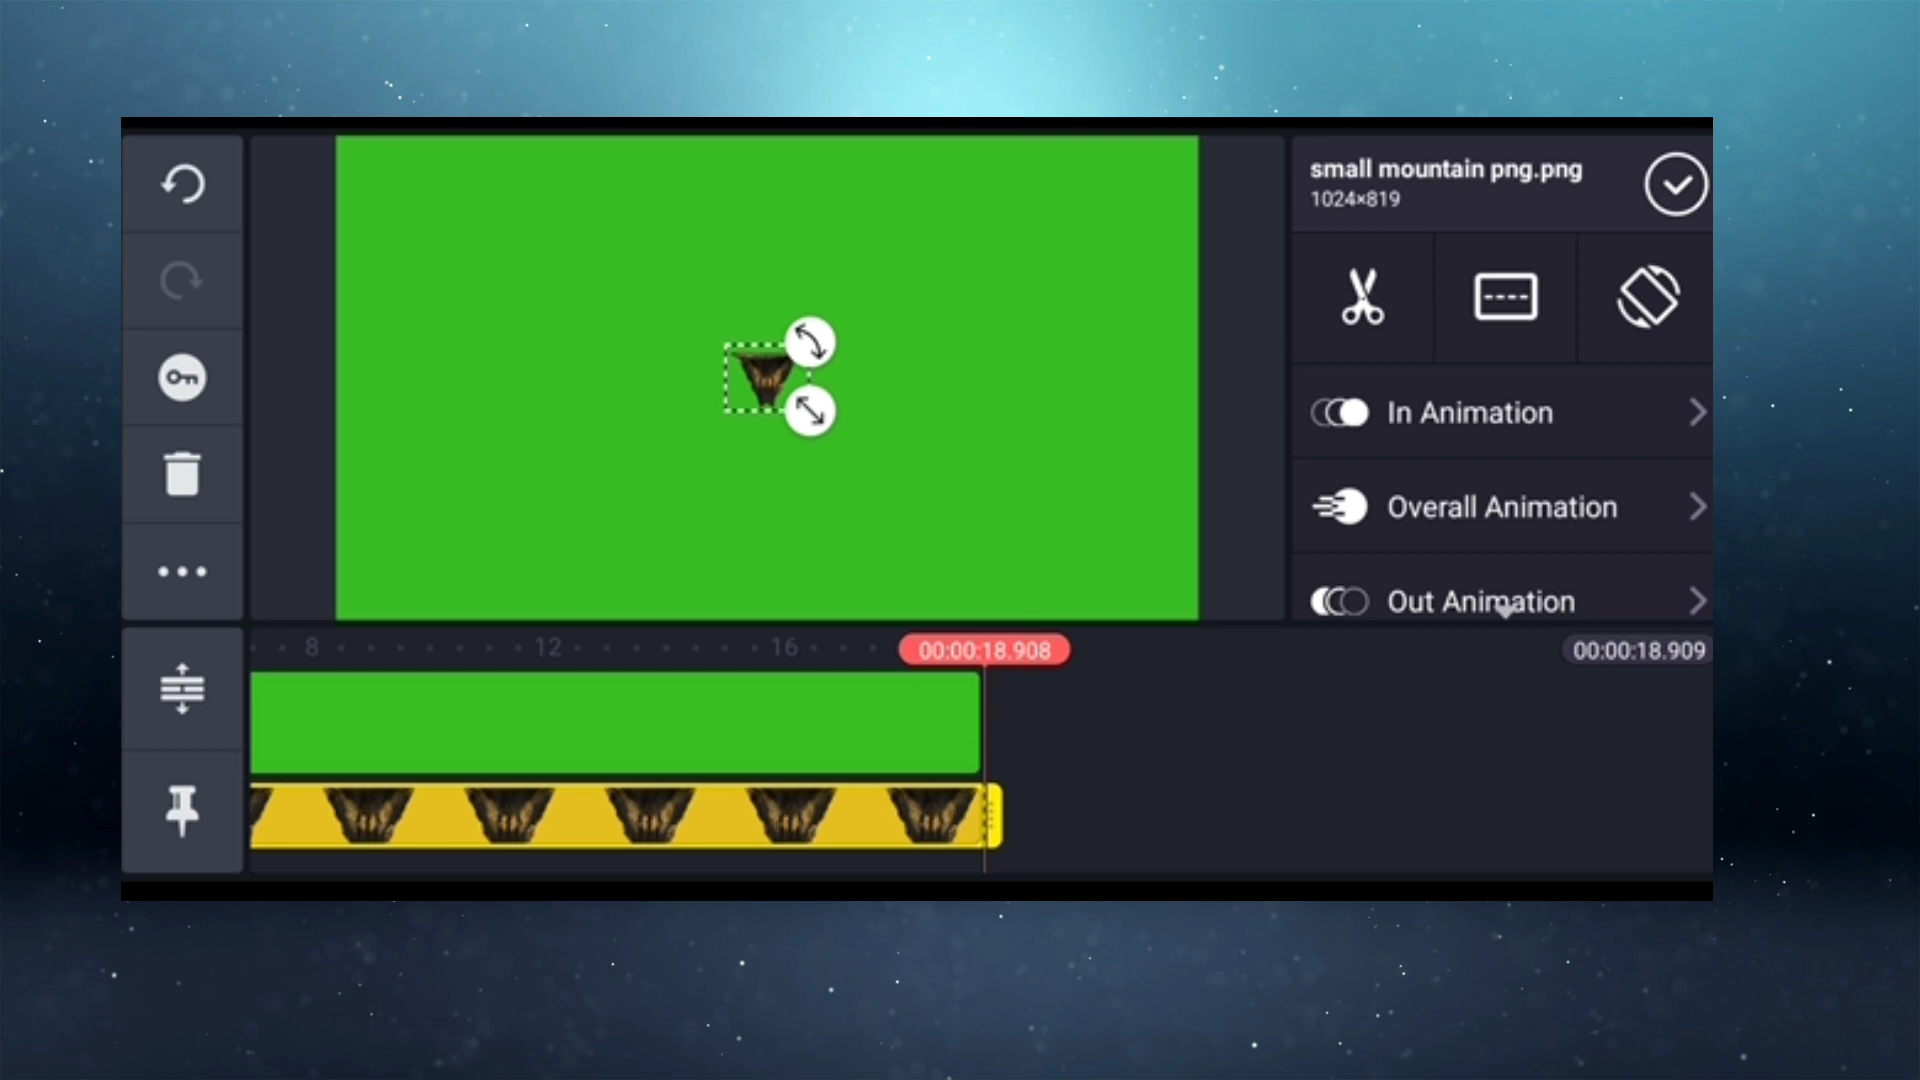 small mountain png.png
1024×819
In Animation
Overall Animation
Out Animation
8
12
16
00:00:18.908
00:00:18.909